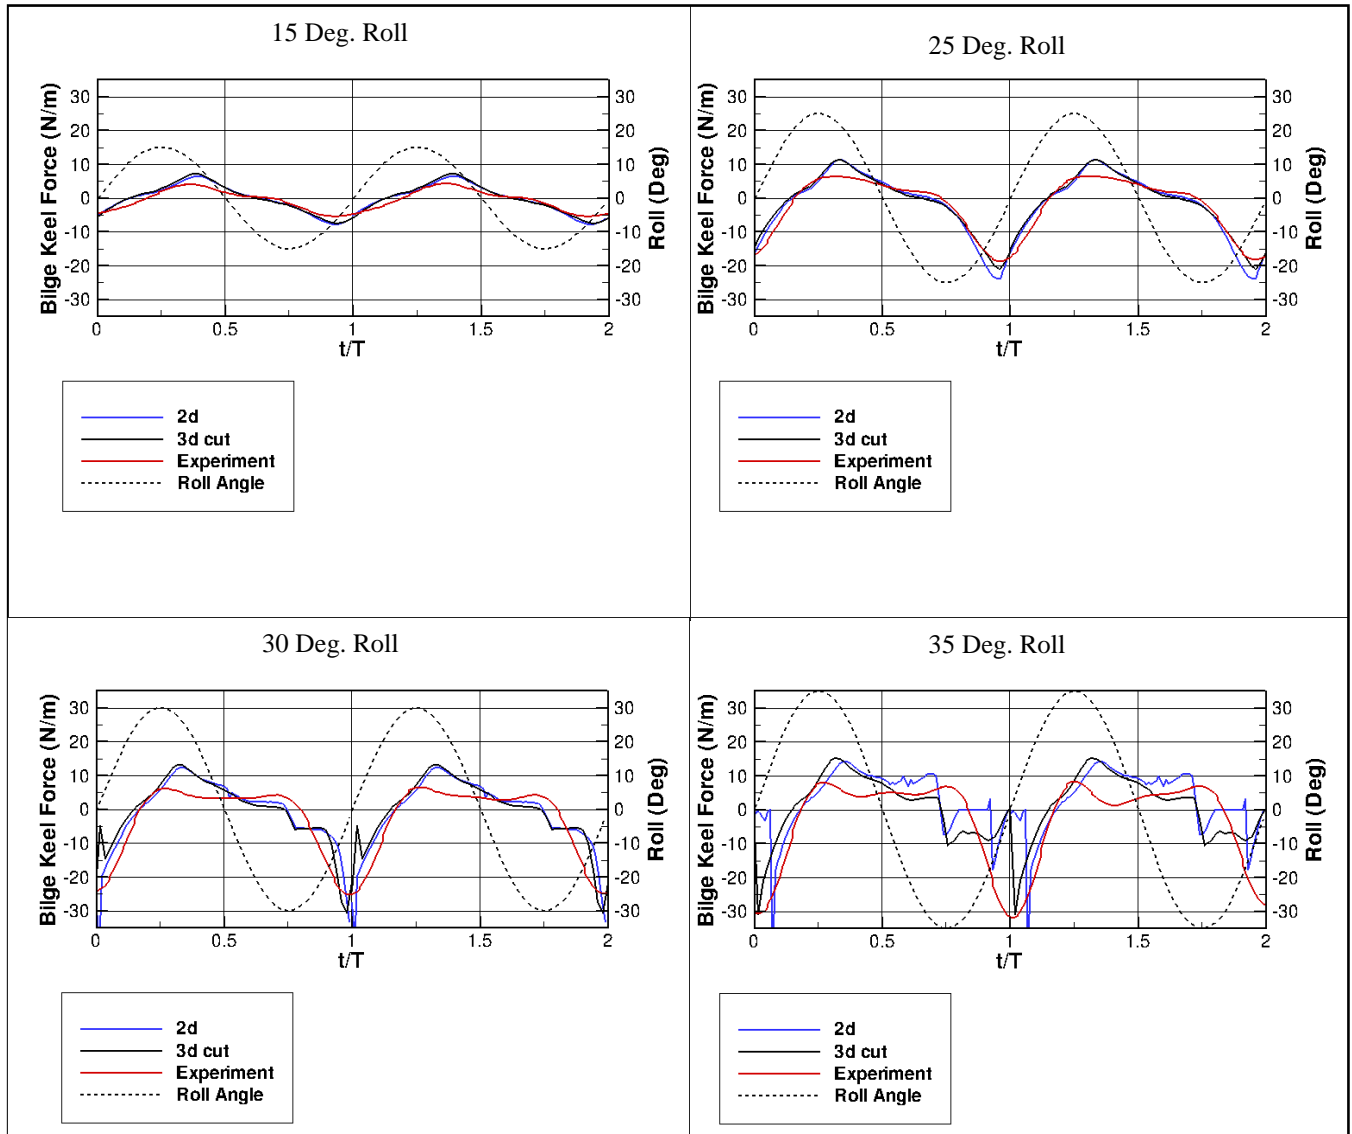 15 Deg. Roll
Bilge Keel Force (N/m)
30
20
10
0
-10
-20
-30
30
20
10
0
-10
-20
-30
Roll (Deg)
0 0.5 1 1.5 2
t/T
2d
3d cut
Experiment
Roll Angle
25 Deg. Roll
Bilge Keel Force (N/m)
30
20
10
0
-10
-20
-30
30
20
10
0
-10
-20
-30
Roll (Deg)
0 0.5 1 1.5 2
t/T
2d
3d cut
Experiment
Roll Angle
30 Deg. Roll
Bilge Keel Force (N/m)
30
20
10
0
-10
-20
-30
30
20
10
0
-10
-20
-30
Roll (Deg)
0 0.5 1 1.5 2
t/T
2d
3d cut
Experiment
Roll Angle
35 Deg. Roll
Bilge Keel Force (N/m)
30
20
10
0
-10
-20
-30
30
20
10
0
-10
-20
-30
Roll (Deg)
0 0.5 1 1.5 2
t/T
2d
3d cut
Experiment
Roll Angle